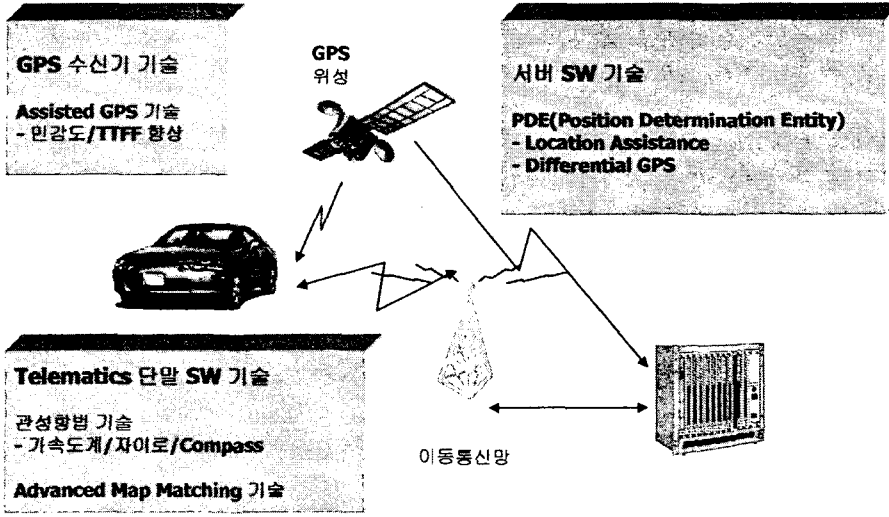 GPS 수신기 기술
Assisted GPS 기술
- 민감도/TTFF 향상
GPS
위성
서버 SW 기술
PDE(Position Determination Entity)
- Location Assistance
- Differential GPS
Telematics 단말 SW 기술
관성항법 기술
- 가속도계/자이로/Compass
Advanced Map Matching 기술
이동통신망